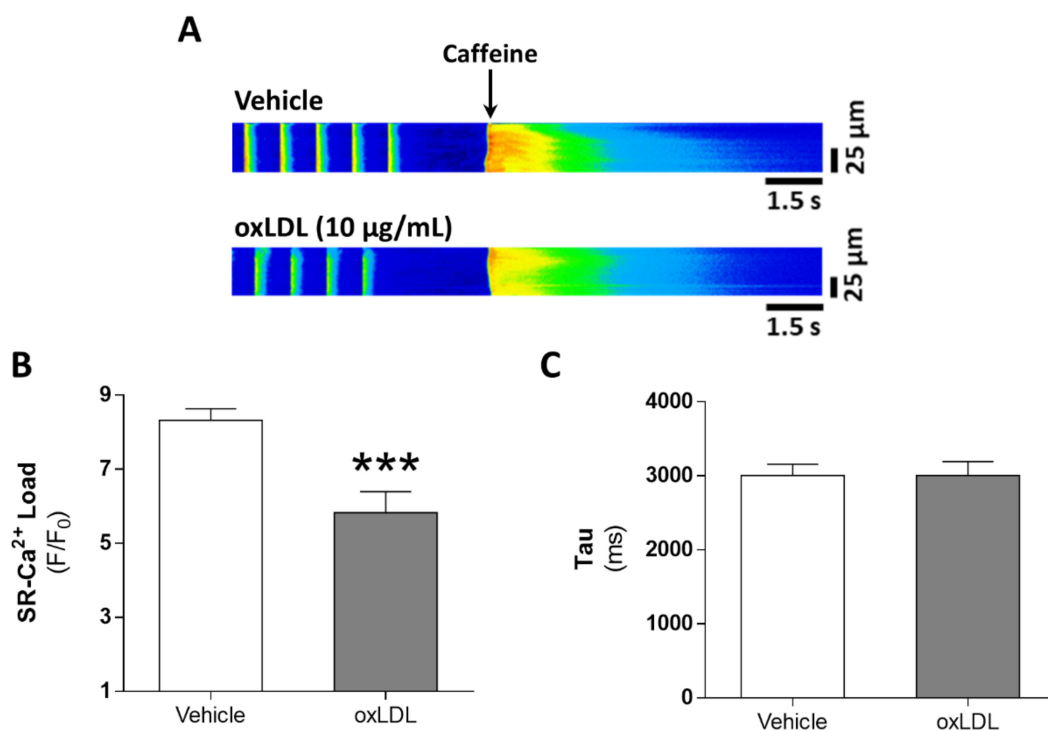 A
Caffeine
Vehicle
25 µm
1.5 s
oxLDL (10 µg/mL)
25 µm
1.5 s
B
SR-Ca²⁺ Load
(F/F₀)
9
7
5
3
1
***
Vehicle
oxLDL
C
Tau
(ms)
4000
3000
2000
1000
0
Vehicle
oxLDL